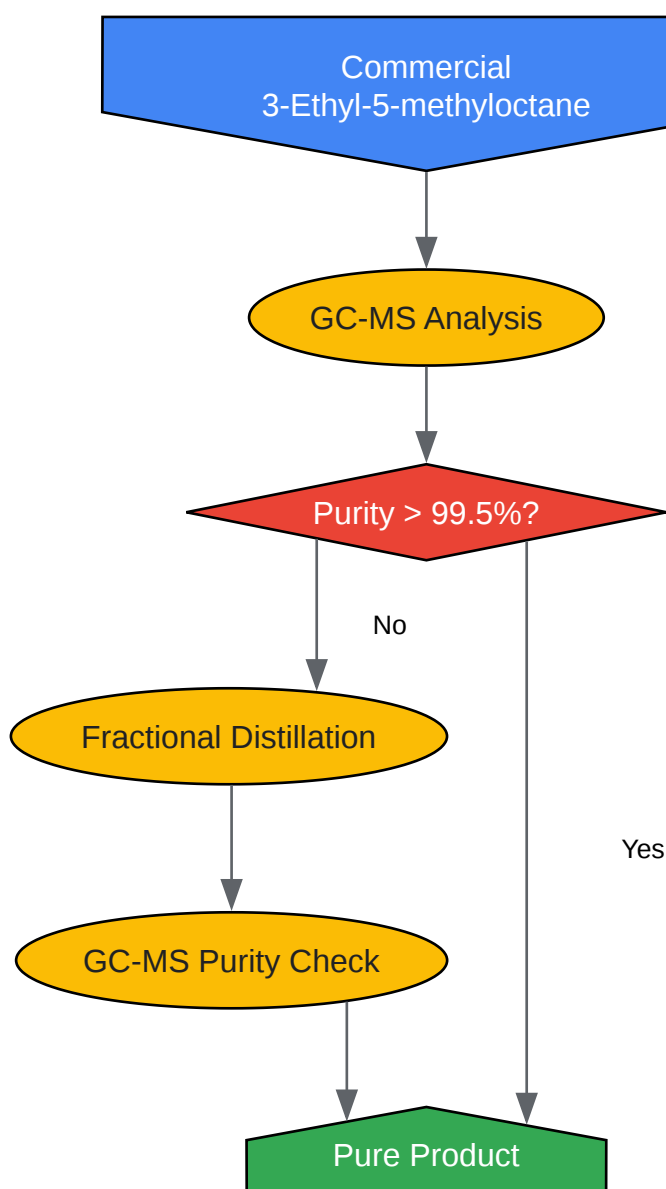 Commercial
3-Ethyl-5-methyloctane
GC-MS Analysis
Purity > 99.5%?
No
Fractional Distillation
Yes
GC-MS Purity Check
Pure Product